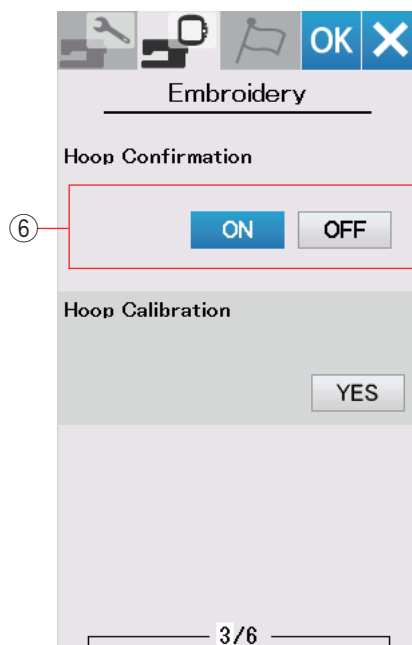 OK
Embroidery
Hoop Confirmation
⑥
ON OFF
Hoop Calibration
YES
3/6